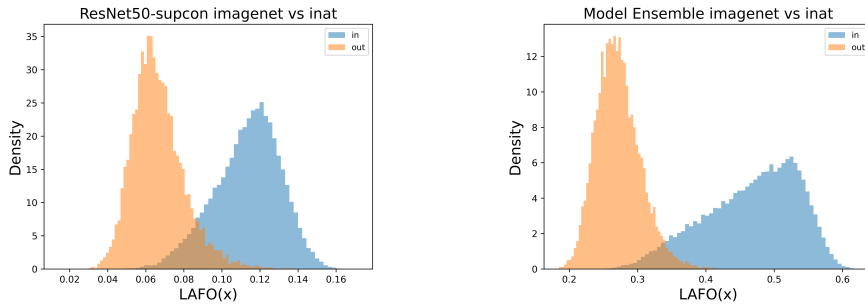 ResNet50-supcon imagenet vs inat
in
out
35
30
25
20
15
10
5
0
Density
0.02 0.04 0.06 0.08 0.10 0.12 0.14 0.16
LAFO(x)
Model Ensemble imagenet vs inat
in
out
12
10
8
6
4
2
0
Density
0.2 0.3 0.4 0.5 0.6
LAFO(x)